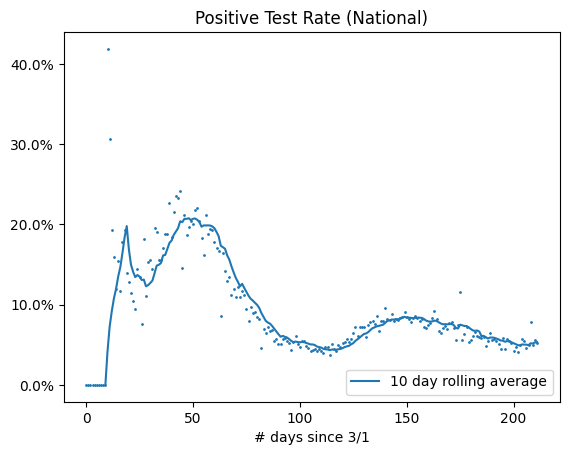 Positive Test Rate (National)
40.0%
30.0%
20.0%
10.0%
0.0%
10 day rolling average
0 50 100 150 200
# days since 3/1